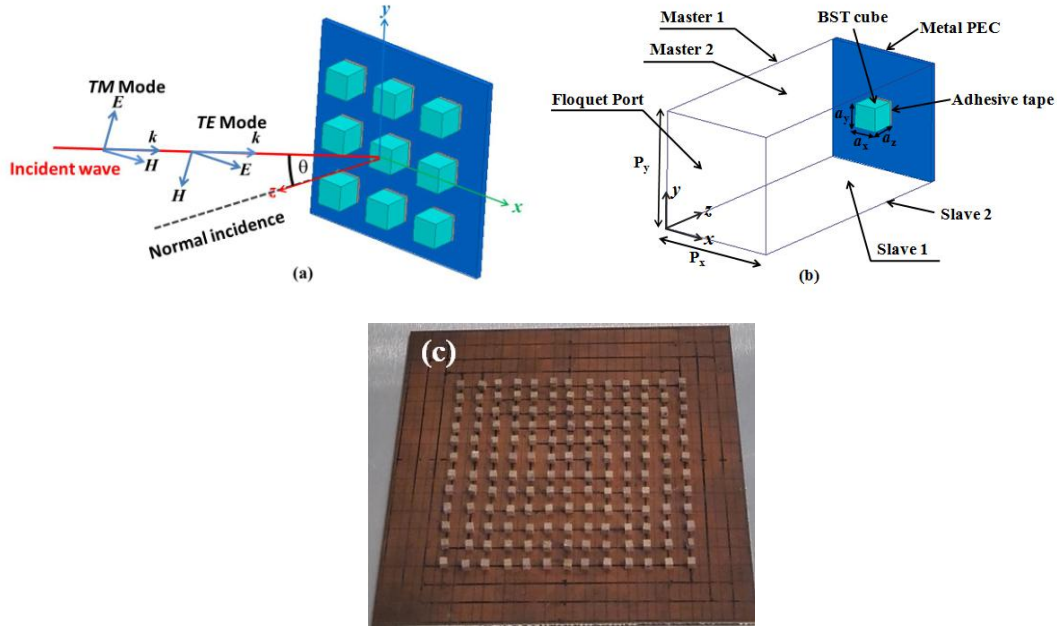 y
TM Mode
E
k
H
TE Mode
k
E
H
Incident wave
θ
z
x
Normal incidence
(a)
Master 1
Master 2
BST cube
Metal PEC
Floquet Port
Adhesive tape
ay
ax
az
Py
y
z
x
Px
Slave 2
Slave 1
(b)
(c)